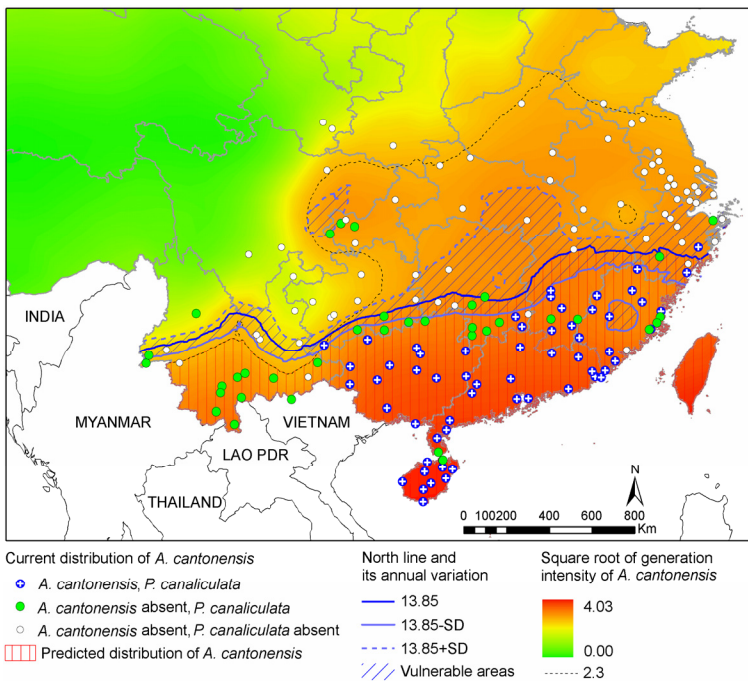 INDIA
MYANMAR
VIETNAM
LAO PDR
THAILAND
N
0 100 200 400 600 800
Km
Current distribution of A. cantonensis
A. cantonensis, P. canaliculata
A. cantonensis absent, P. canaliculata
A. cantonensis absent, P. canaliculata absent
Predicted distribution of A. cantonensis
North line and
its annual variation
13.85
13.85-SD
13.85+SD
Vulnerable areas
Square root of generation
intensity of A. cantonensis
4.03
0.00
2.3